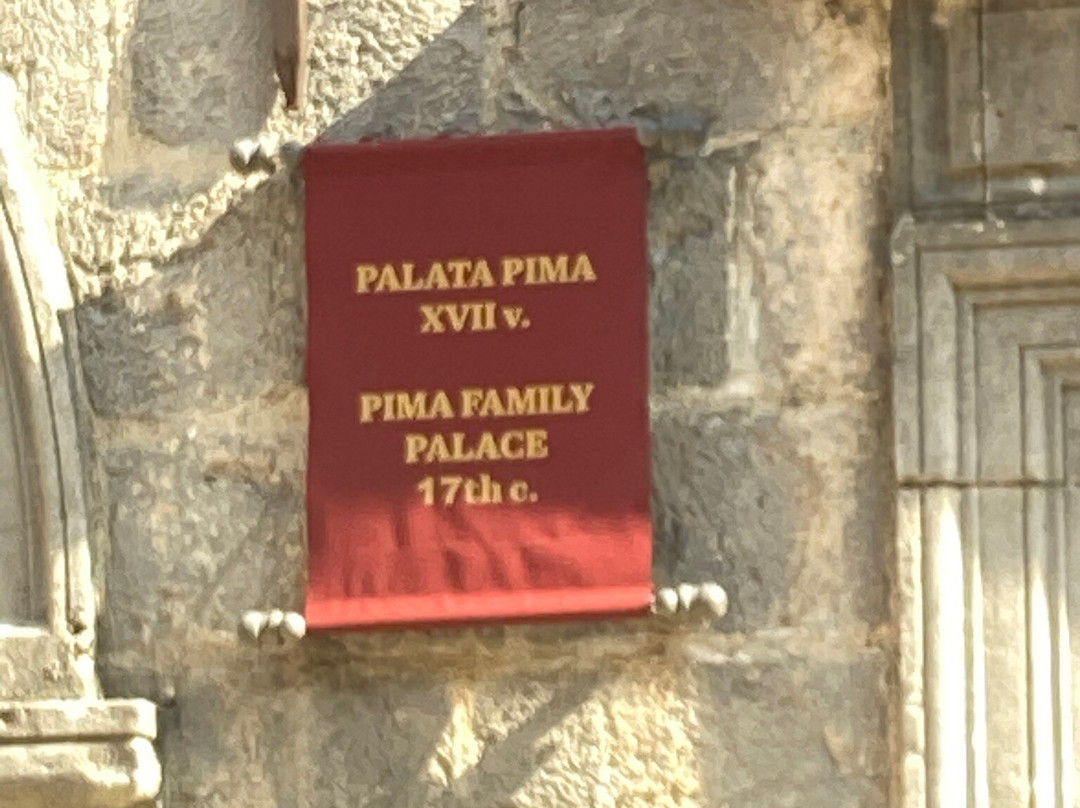 PALATA PIMA
XVII v.
PIMA FAMILY
PALACE
17th c.